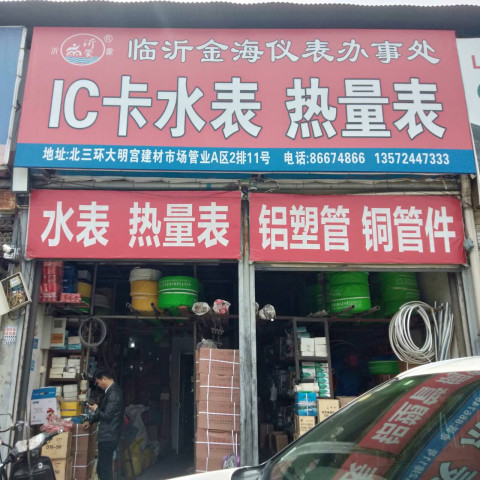 沂蒙
临沂金海仪表办事处
IC卡水表 热量表
地址:北三环大明宫建材市场管业A区2排11号 电话:86674866 13572447333
水表 热量表
铝塑管 铜管件